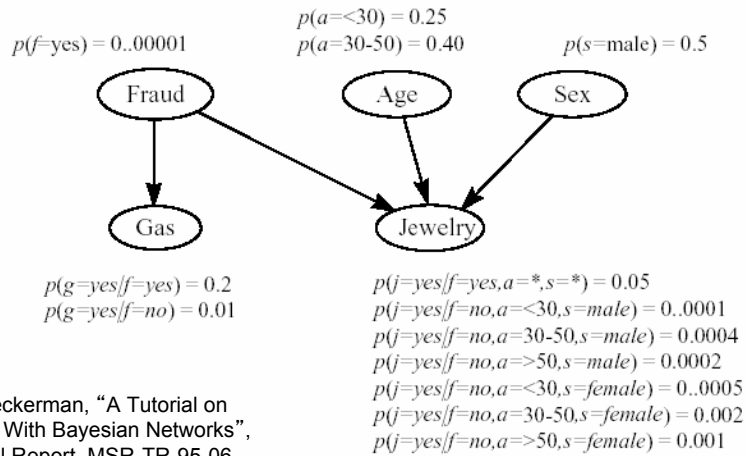 p(a=<30) = 0.25
p(f=yes) = 0..00001
p(a=30-50) = 0.40
p(s=male) = 0.5
Fraud
Age
Sex
Gas
Jewelry
p(g=yes|f=yes) = 0.2
p(g=yes|f=no) = 0.01
p(j=yes|f=yes,a=*,s=*) = 0.05
p(j=yes|f=no,a=<30,s=male) = 0..0001
p(j=yes|f=no,a=30-50,s=male) = 0.0004
p(j=yes|f=no,a=>50,s=male) = 0.0002
p(j=yes|f=no,a=<30,s=female) = 0..0005
p(j=yes|f=no,a=30-50,s=female) = 0.002
p(j=yes|f=no,a=>50,s=female) = 0.001
eckerman, “A Tutorial on
With Bayesian Networks”,
Report, MSR-TR-95-06